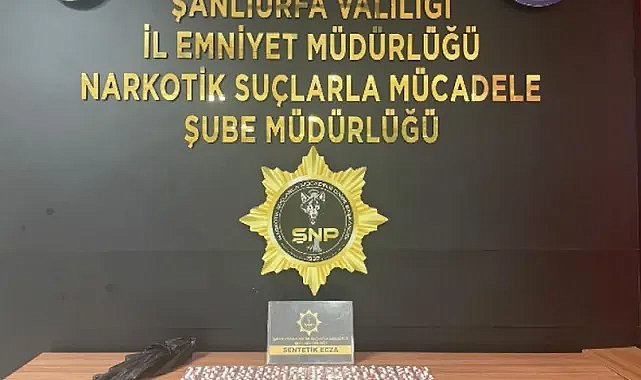 ŞANLIURFA VALİLİĞİ
İL EMNİYET MÜDÜRLÜĞÜ
NARKOTİK SUÇLARLA MÜCADELE
ŞUBE MÜDÜRLÜĞÜ
ŞNP
SENTETİK ECZA